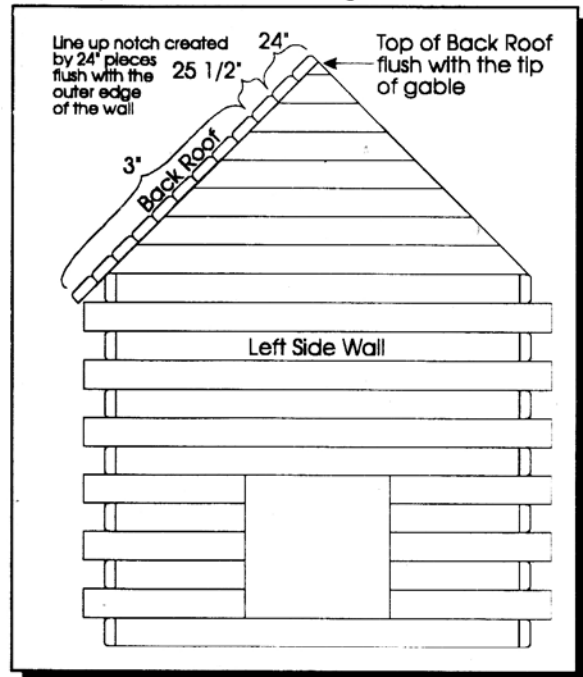 Line up notch created
by 24" pieces
flush with the
outer edge
of the wall
24"
25 1/2"
Top of Back Roof
flush with the tip
of gable
3"
Back Roof
Left Side Wall